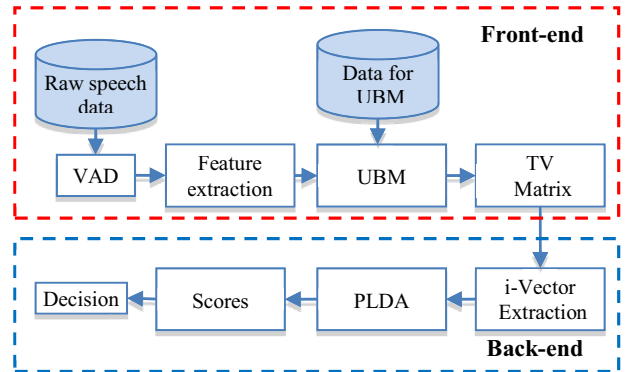 Front-end
Raw speech
data
Data for
UBM
VAD
Feature
extraction
UBM
TV
Matrix
Decision
Scores
PLDA
i-Vector
Extraction
Back-end